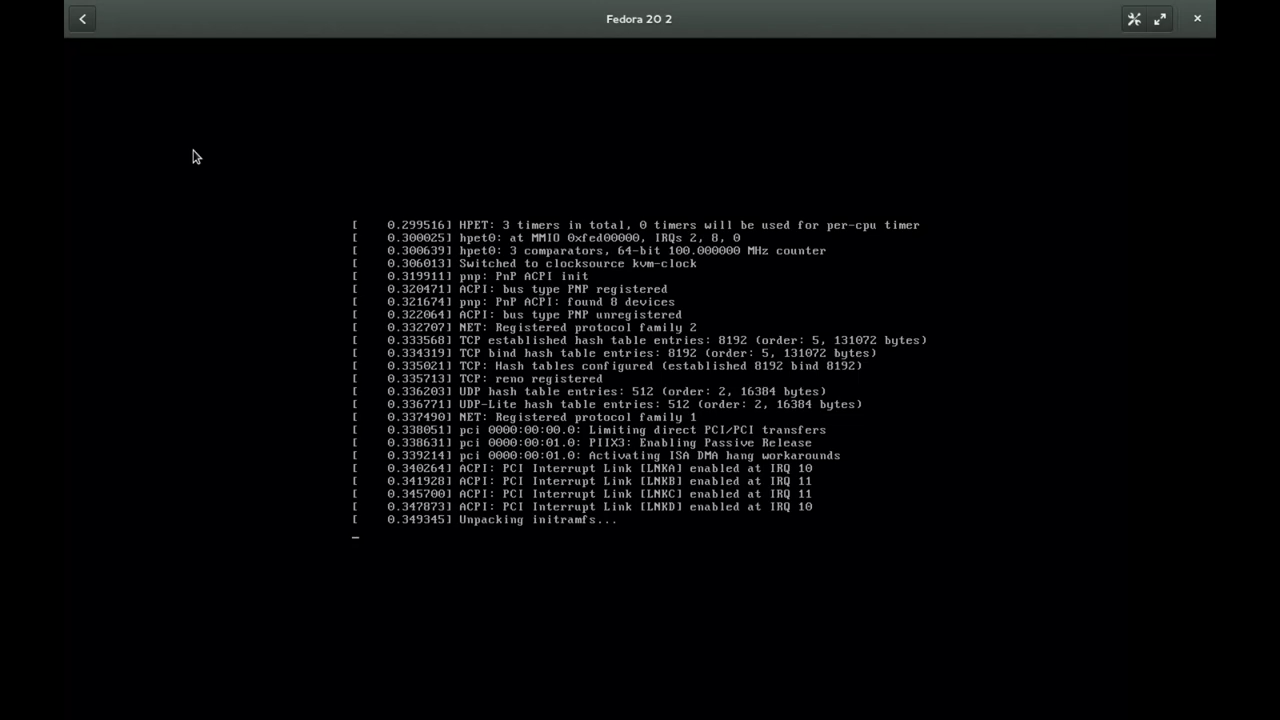 Fedora 20 2
[    0.299516] HPET: 3 timers in total, 0 timers will be used for per-cpu timer
[    0.300025] hpet0: at MMIO 0xfed00000, IRQs 2, 8, 0
[    0.300639] hpet0: 3 comparators, 64-bit 100.000000 MHz counter
[    0.306013] Switched to clocksource kvm-clock
[    0.319911] pnp: PnP ACPI init
[    0.320471] ACPI: bus type PNP registered
[    0.321674] pnp: PnP ACPI: found 8 devices
[    0.322064] ACPI: bus type PNP unregistered
[    0.332707] NET: Registered protocol family 2
[    0.333568] TCP established hash table entries: 8192 (order: 5, 131072 bytes)
[    0.334319] TCP bind hash table entries: 8192 (order: 5, 131072 bytes)
[    0.335021] TCP: Hash tables configured (established 8192 bind 8192)
[    0.335713] TCP: reno registered
[    0.336203] UDP hash table entries: 512 (order: 2, 16384 bytes)
[    0.336771] UDP-Lite hash table entries: 512 (order: 2, 16384 bytes)
[    0.337490] NET: Registered protocol family 1
[    0.338051] pci 0000:00:00.0: Limiting direct PCI/PCI transfers
[    0.338631] pci 0000:00:01.0: PIIX3: Enabling Passive Release
[    0.339214] pci 0000:00:01.0: Activating ISA DMA hang workarounds
[    0.340264] ACPI: PCI Interrupt Link [LNKA] enabled at IRQ 10
[    0.341928] ACPI: PCI Interrupt Link [LNKB] enabled at IRQ 11
[    0.345700] ACPI: PCI Interrupt Link [LNKC] enabled at IRQ 11
[    0.347873] ACPI: PCI Interrupt Link [LNKD] enabled at IRQ 10
[    0.349345] Unpacking initramfs...